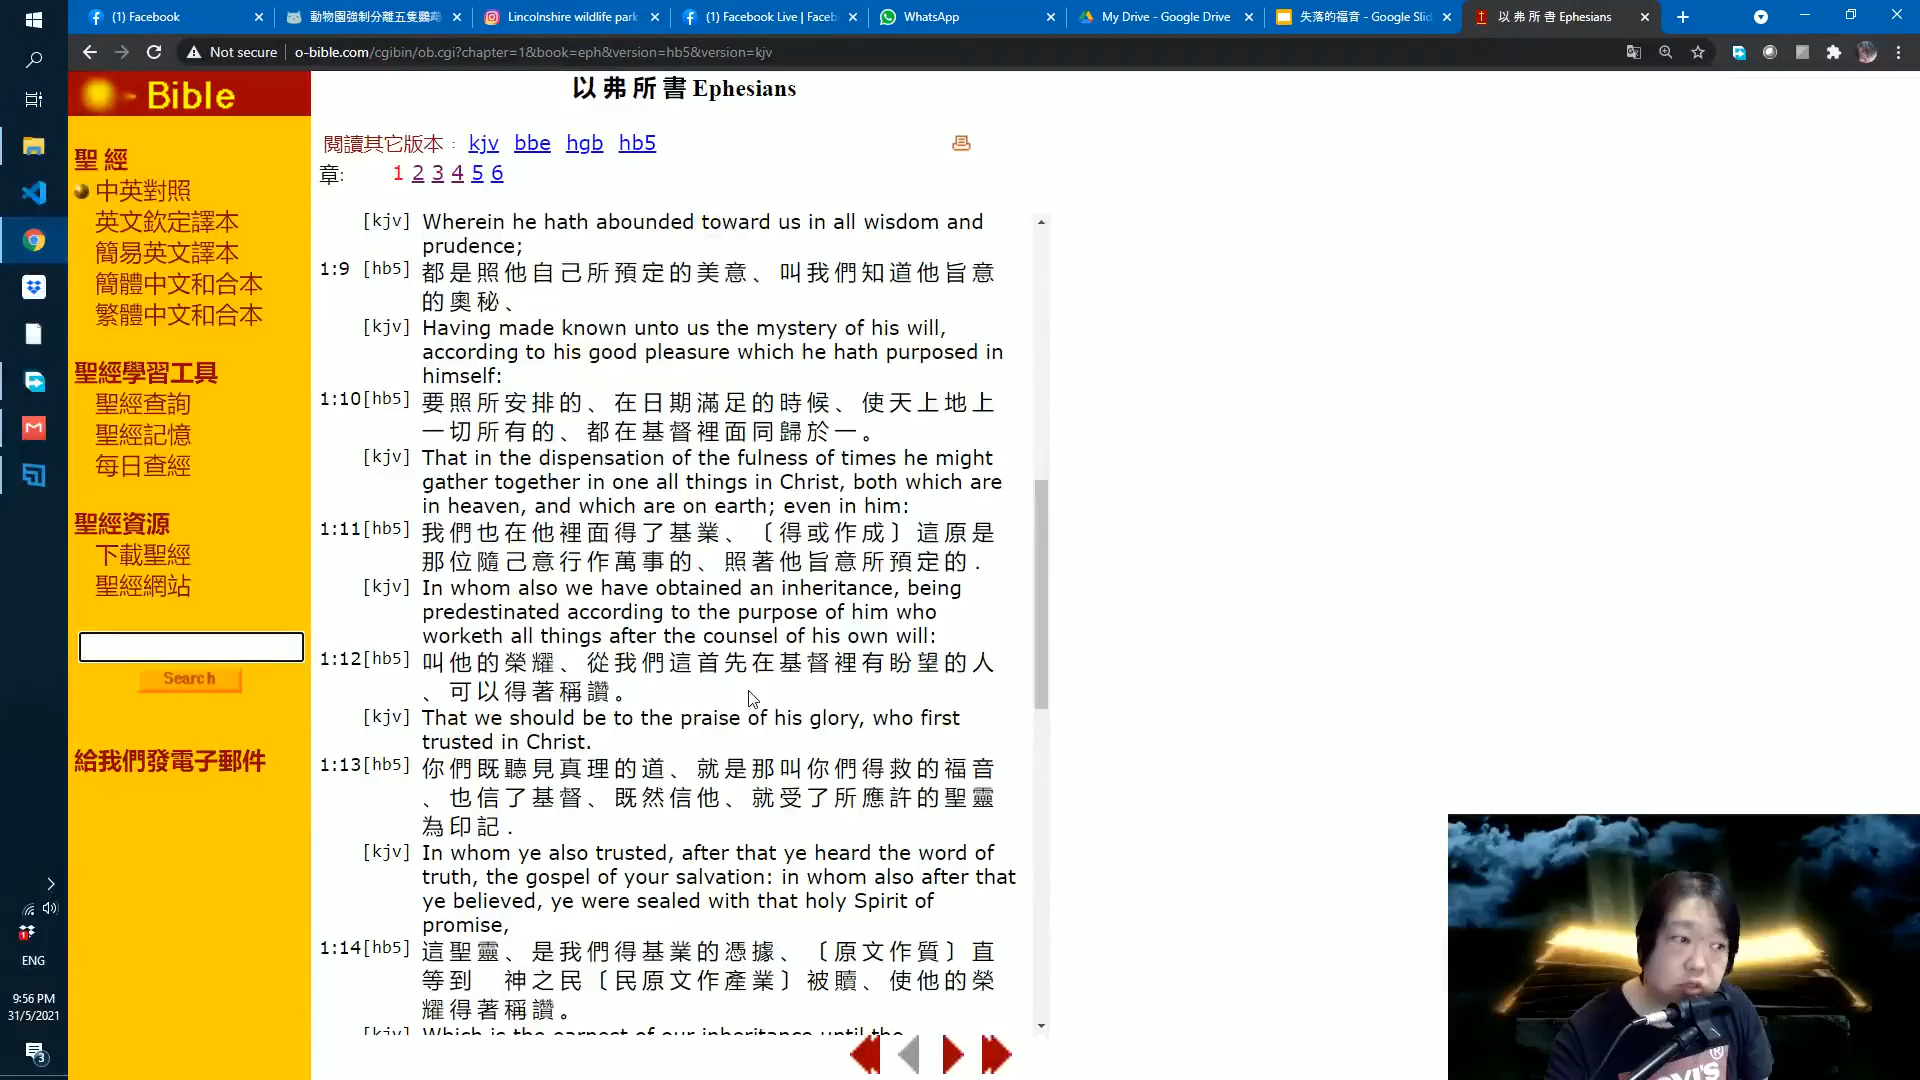 (1) Facebook
動物園強制分離五隻鸚鵡
Lincolnshire wildlife park
(1) Facebook Live | Faceb
WhatsApp
My Drive - Google Drive
失落的福音 - Google Slid
以 弗 所 書 Ephesians
Not secure
o-bible.com/cgibin/ob.cgi?chapter=1&book=eph&version=hb5&version=kjv
Bible
聖 經
中英對照
英文欽定譯本
簡易英文譯本
簡體中文和合本
繁體中文和合本
聖經學習工具
聖經查詢
聖經記憶
每日查經
聖經資源
下載聖經
聖經網站
Search
給我們發電子郵件
以 弗 所 書 Ephesians
閱讀其它版本： kjv bbe hgb hb5
章: 1 2 3 4 5 6
[kjv] Wherein he hath abounded toward us in all wisdom and
prudence;
1:9 [hb5] 都是照他自己所預定的美意、叫我們知道他旨意
的奧秘、
[kjv] Having made known unto us the mystery of his will,
according to his good pleasure which he hath purposed in
himself:
1:10[hb5] 要照所安排的、在日期滿足的時候、使天上地上
一切所有的、都在基督裡面同歸於一。
[kjv] That in the dispensation of the fulness of times he might
gather together in one all things in Christ, both which are
in heaven, and which are on earth; even in him:
1:11[hb5] 我們也在他裡面得了基業、〔得或作成〕這原是
那位隨己意行作萬事的、照著他旨意所預定的．
[kjv] In whom also we have obtained an inheritance, being
predestinated according to the purpose of him who
worketh all things after the counsel of his own will:
1:12[hb5] 叫他的榮耀、從我們這首先在基督裡有盼望的人
、可以得著稱讚。
[kjv] That we should be to the praise of his glory, who first
trusted in Christ.
1:13[hb5] 你們既聽見真理的道、就是那叫你們得救的福音
、也信了基督、既然信他、就受了所應許的聖靈
為印記．
[kjv] In whom ye also trusted, after that ye heard the word of
truth, the gospel of your salvation: in whom also after that
ye believed, ye were sealed with that holy Spirit of
promise,
1:14[hb5] 這聖靈、是我們得基業的憑據、〔原文作質〕直
等到　神之民〔民原文作產業〕被贖、使他的榮
耀得著稱讚。
[kjv] Which is the earnest of our inheritance until the
ENG
9:56 PM
31/5/2021
3
1